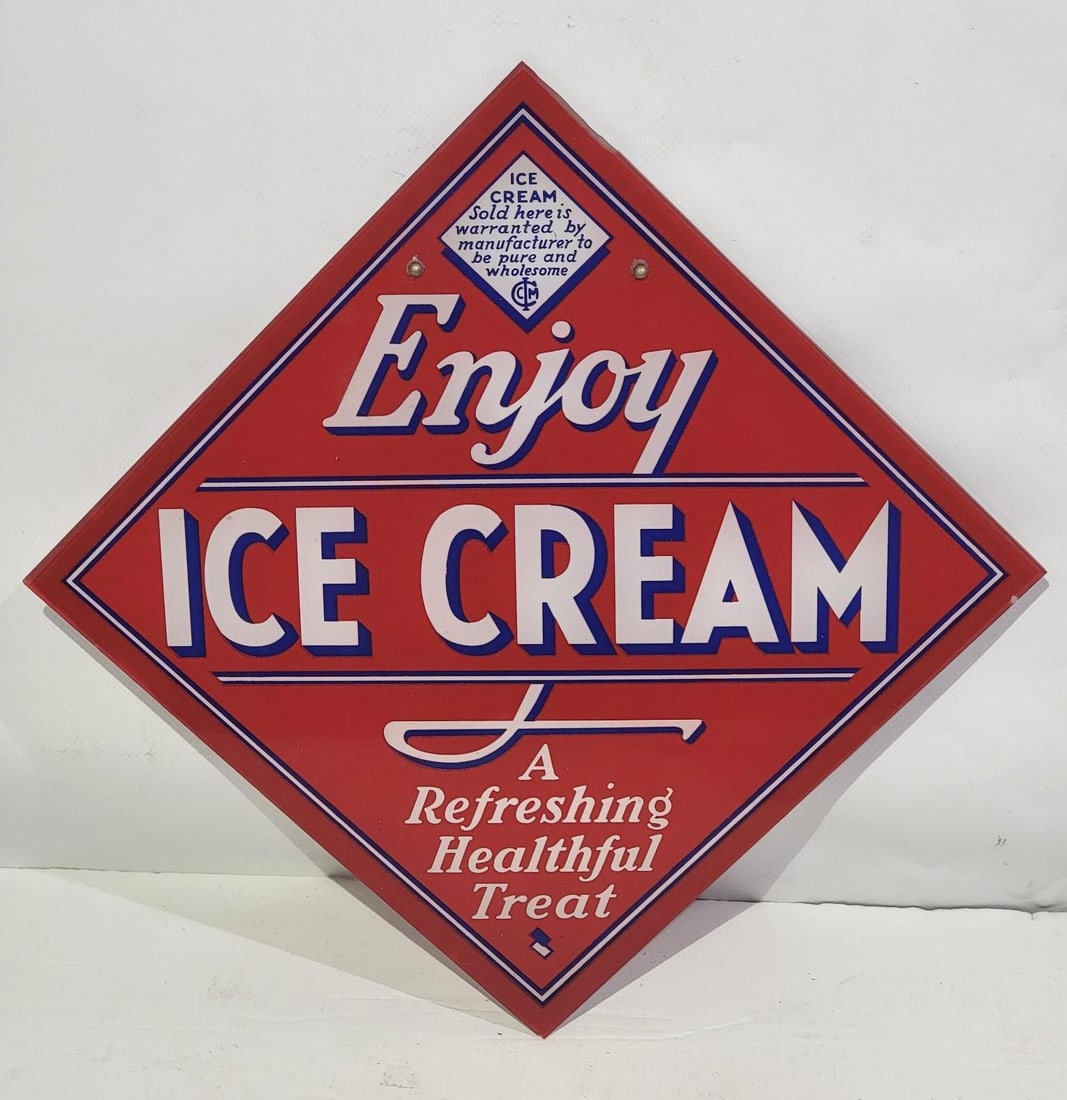 ICE
CREAM
Sold here is
warranted by
manufacturer to
be pure and
wholesome
Enjoy
ICE CREAM
A
Refreshing
Healthful
Treat